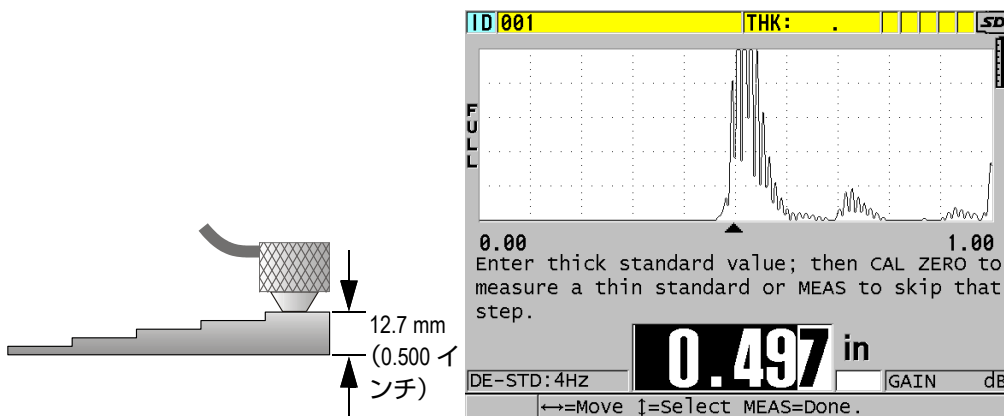 12.7 mm
(0.500 イ
ンチ)
ID 001 THK: . SD
FULL
0.00 1.00
Enter thick standard value; then CAL ZERO to
measure a thin standard or MEAS to skip that
step.
0.497 in
DE-STD:4Hz GAIN dB
↔=Move ↕=Select MEAS=Done.